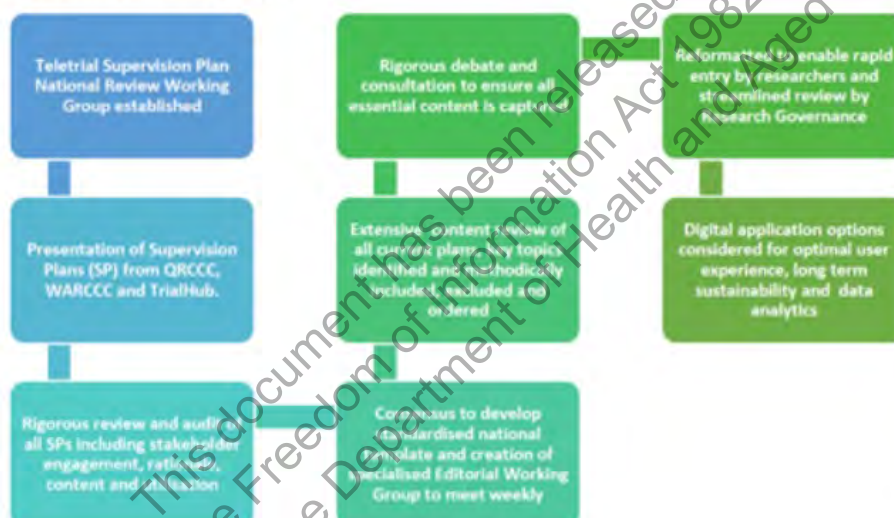 Teletrial Supervision Plan
National Review Working
Group established
Presentation of Supervision
Plans (SP) from QRCCC,
WARCCC and TrialHub.
Rigorous review and audit of
all SPs including stakeholder
engagement, rationale,
content and utilisation
Consensus to develop
standardised national
template and creation of
specialised Editorial Working
Group to meet weekly
Extensive content review of
all current plans. Key topics
identified and methodically
included, excluded and
ordered
Rigorous debate and
consultation to ensure all
essential content is captured
Reformatted to enable rapid
entry by researchers and
streamlined review by
Research Governance
Digital application options
considered for optimal user
experience, long term
sustainability and data
analytics
This document has been released
Freedom of Information Act 1982
Department of Health and Aged